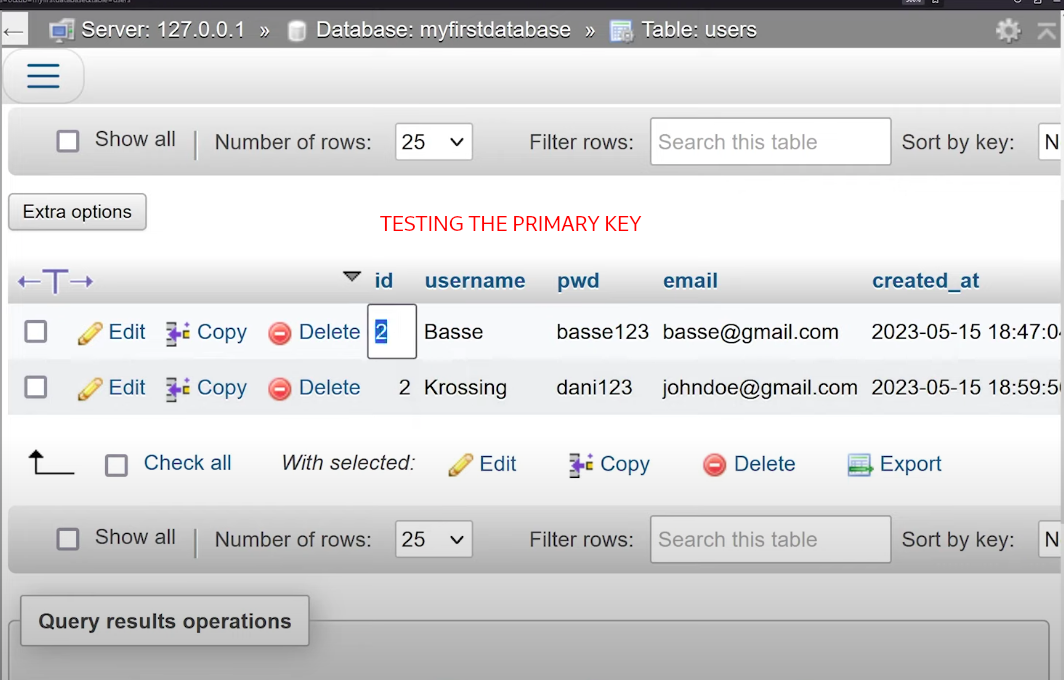 Server: 127.0.0.1 » Database: myfirstdatabase » Table: users
Show all | Number of rows: 25 Filter rows: Search this table Sort by key: N
Extra options
TESTING THE PRIMARY KEY
←T→ id username pwd email created_at
Edit Copy Delete 2 Basse basse123 basse@gmail.com 2023-05-15 18:47:0
Edit Copy Delete 2 Krossing dani123 johndoe@gmail.com 2023-05-15 18:59:5
Check all With selected: Edit Copy Delete Export
Show all | Number of rows: 25 Filter rows: Search this table Sort by key: N
Query results operations